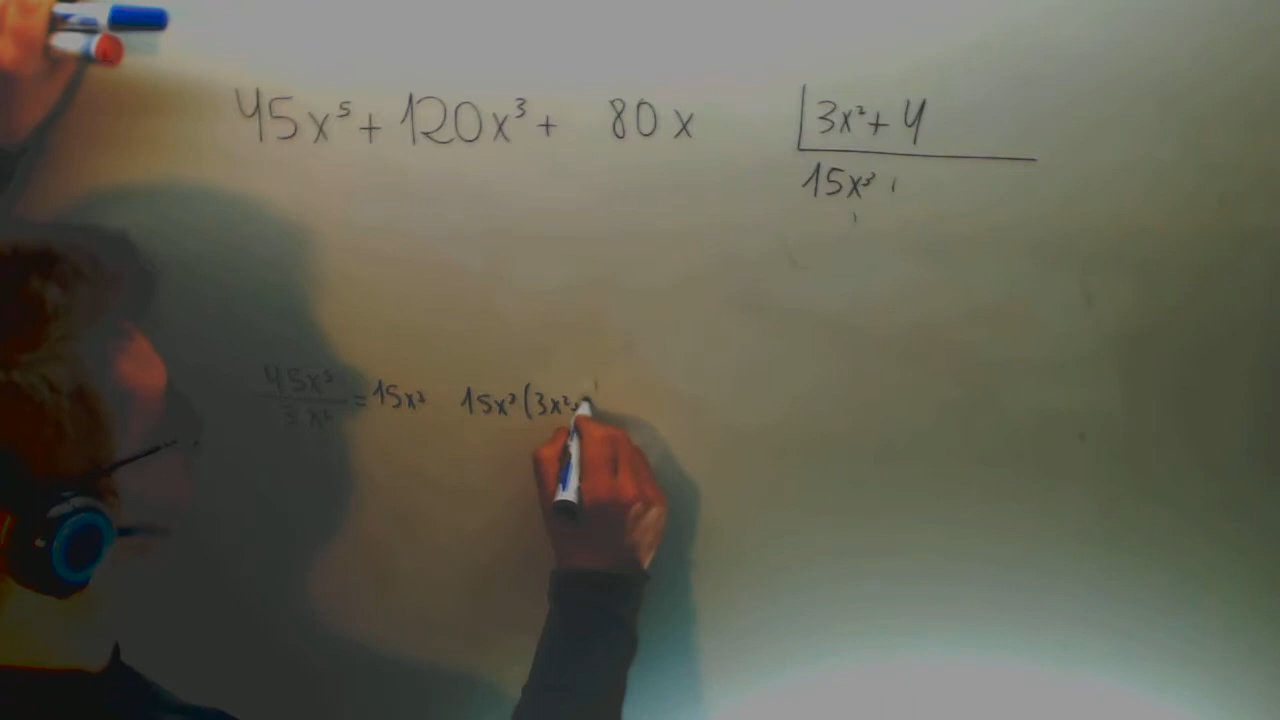 45x⁵ + 120x³ + 80x
3x² + 4
15x³
45x⁵
3x²
= 15x³ 15x³(3x²+